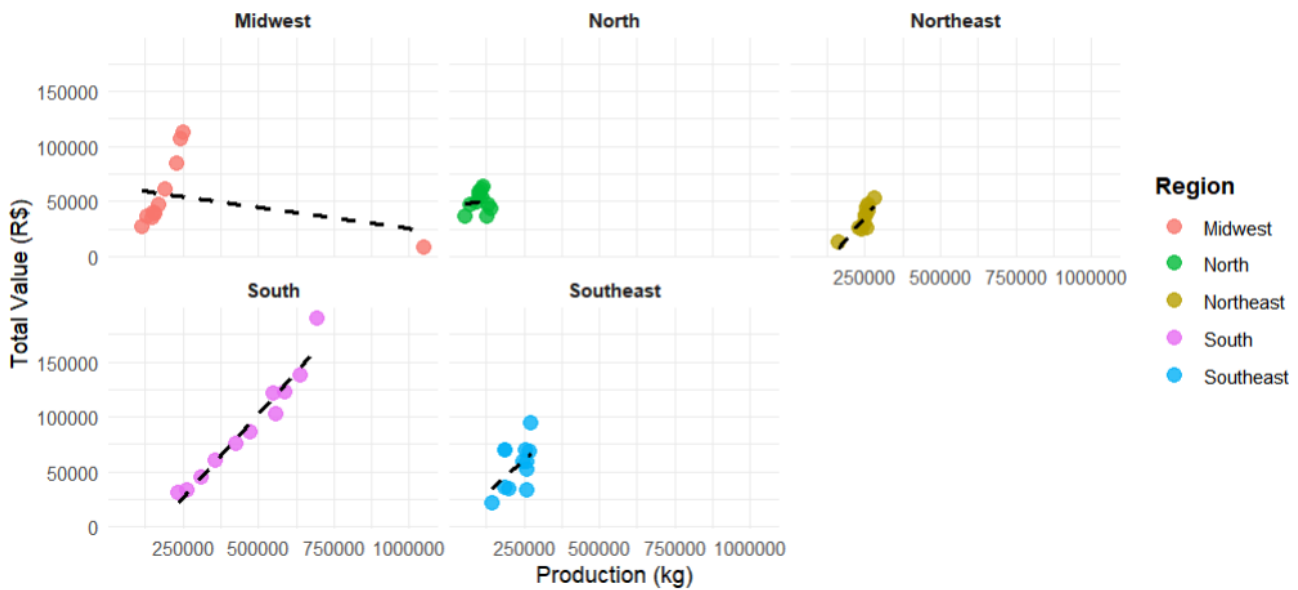 Midwest
North
Northeast
150000
100000
50000
0
250000 500000 750000 1000000
South
Southeast
150000
100000
50000
0
250000 500000 750000 1000000
250000 500000 750000 1000000
Total Value (R$)
Production (kg)
Region
Midwest
North
Northeast
South
Southeast